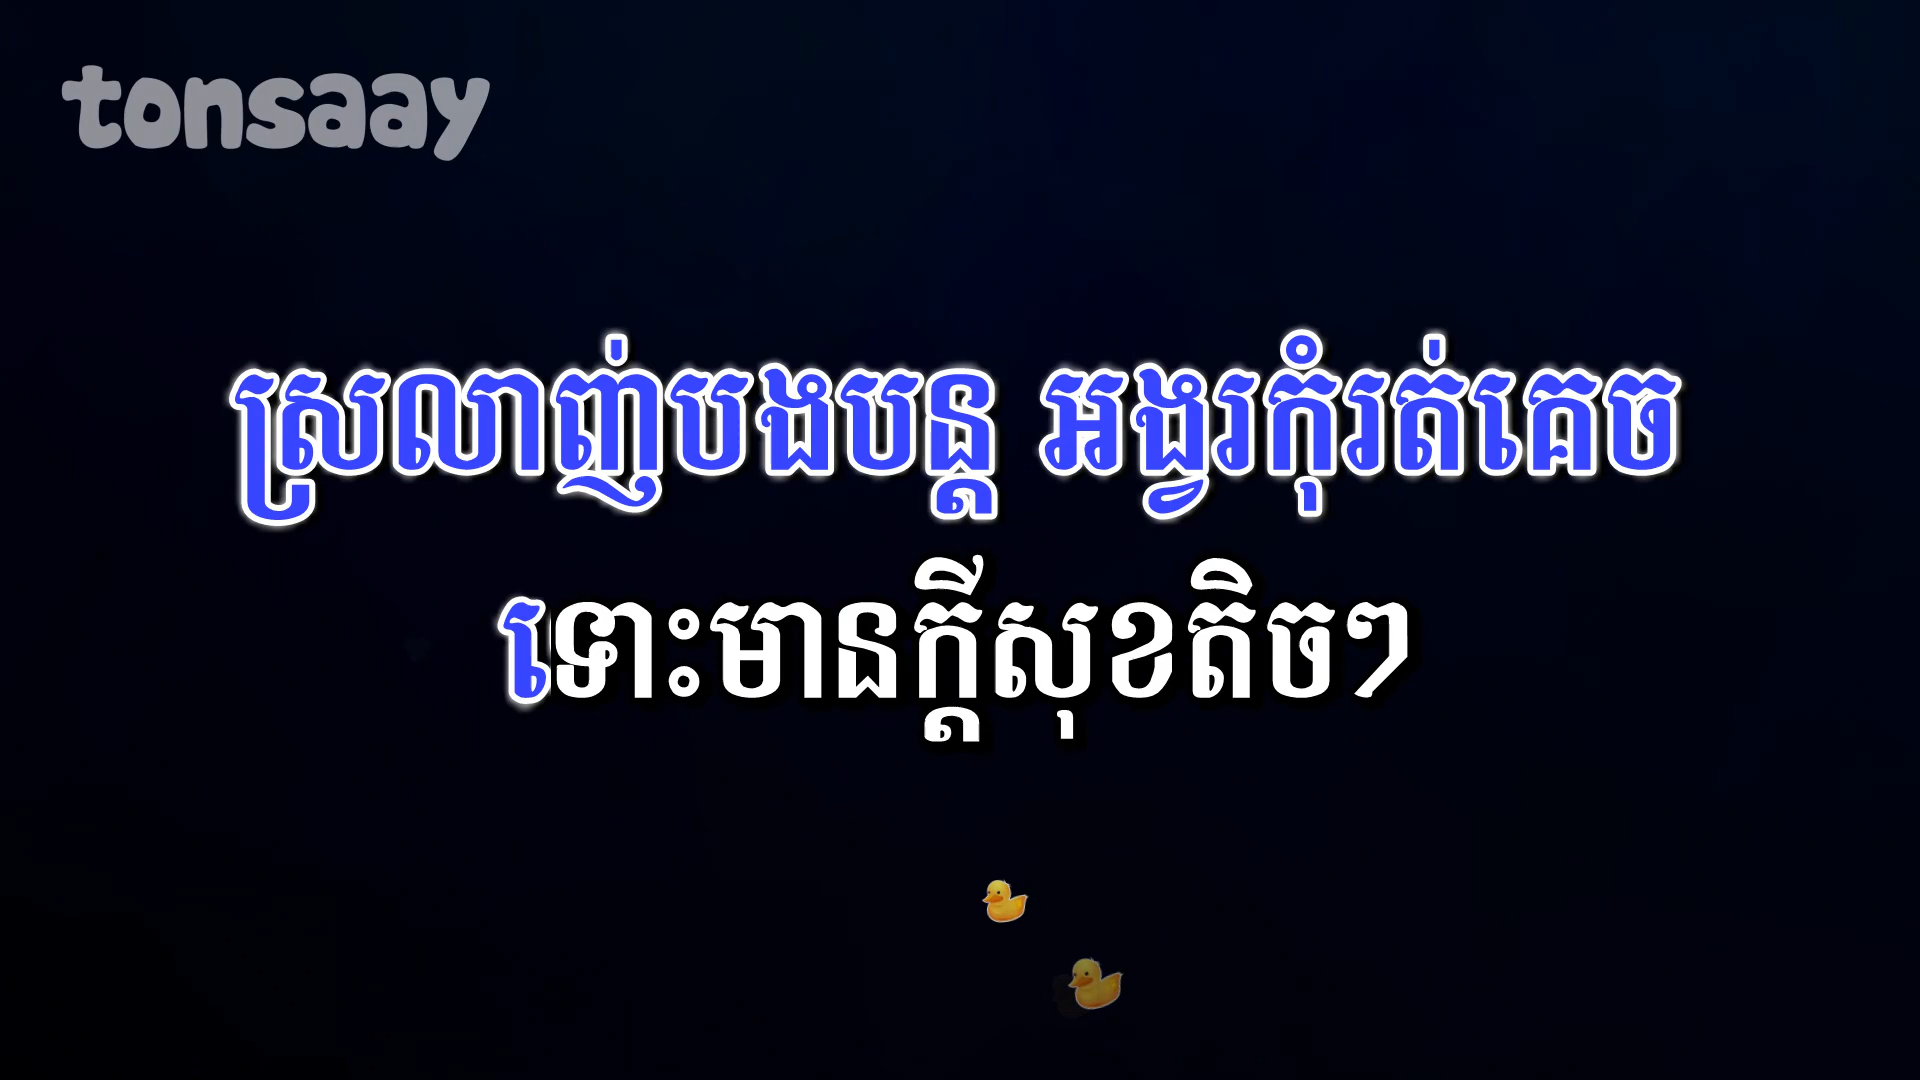 tonsaay
ស្រលាញ់បងបន្ត អង្វរកុំរត់គេច
ទោះមានក្ដីសុខតិចៗ